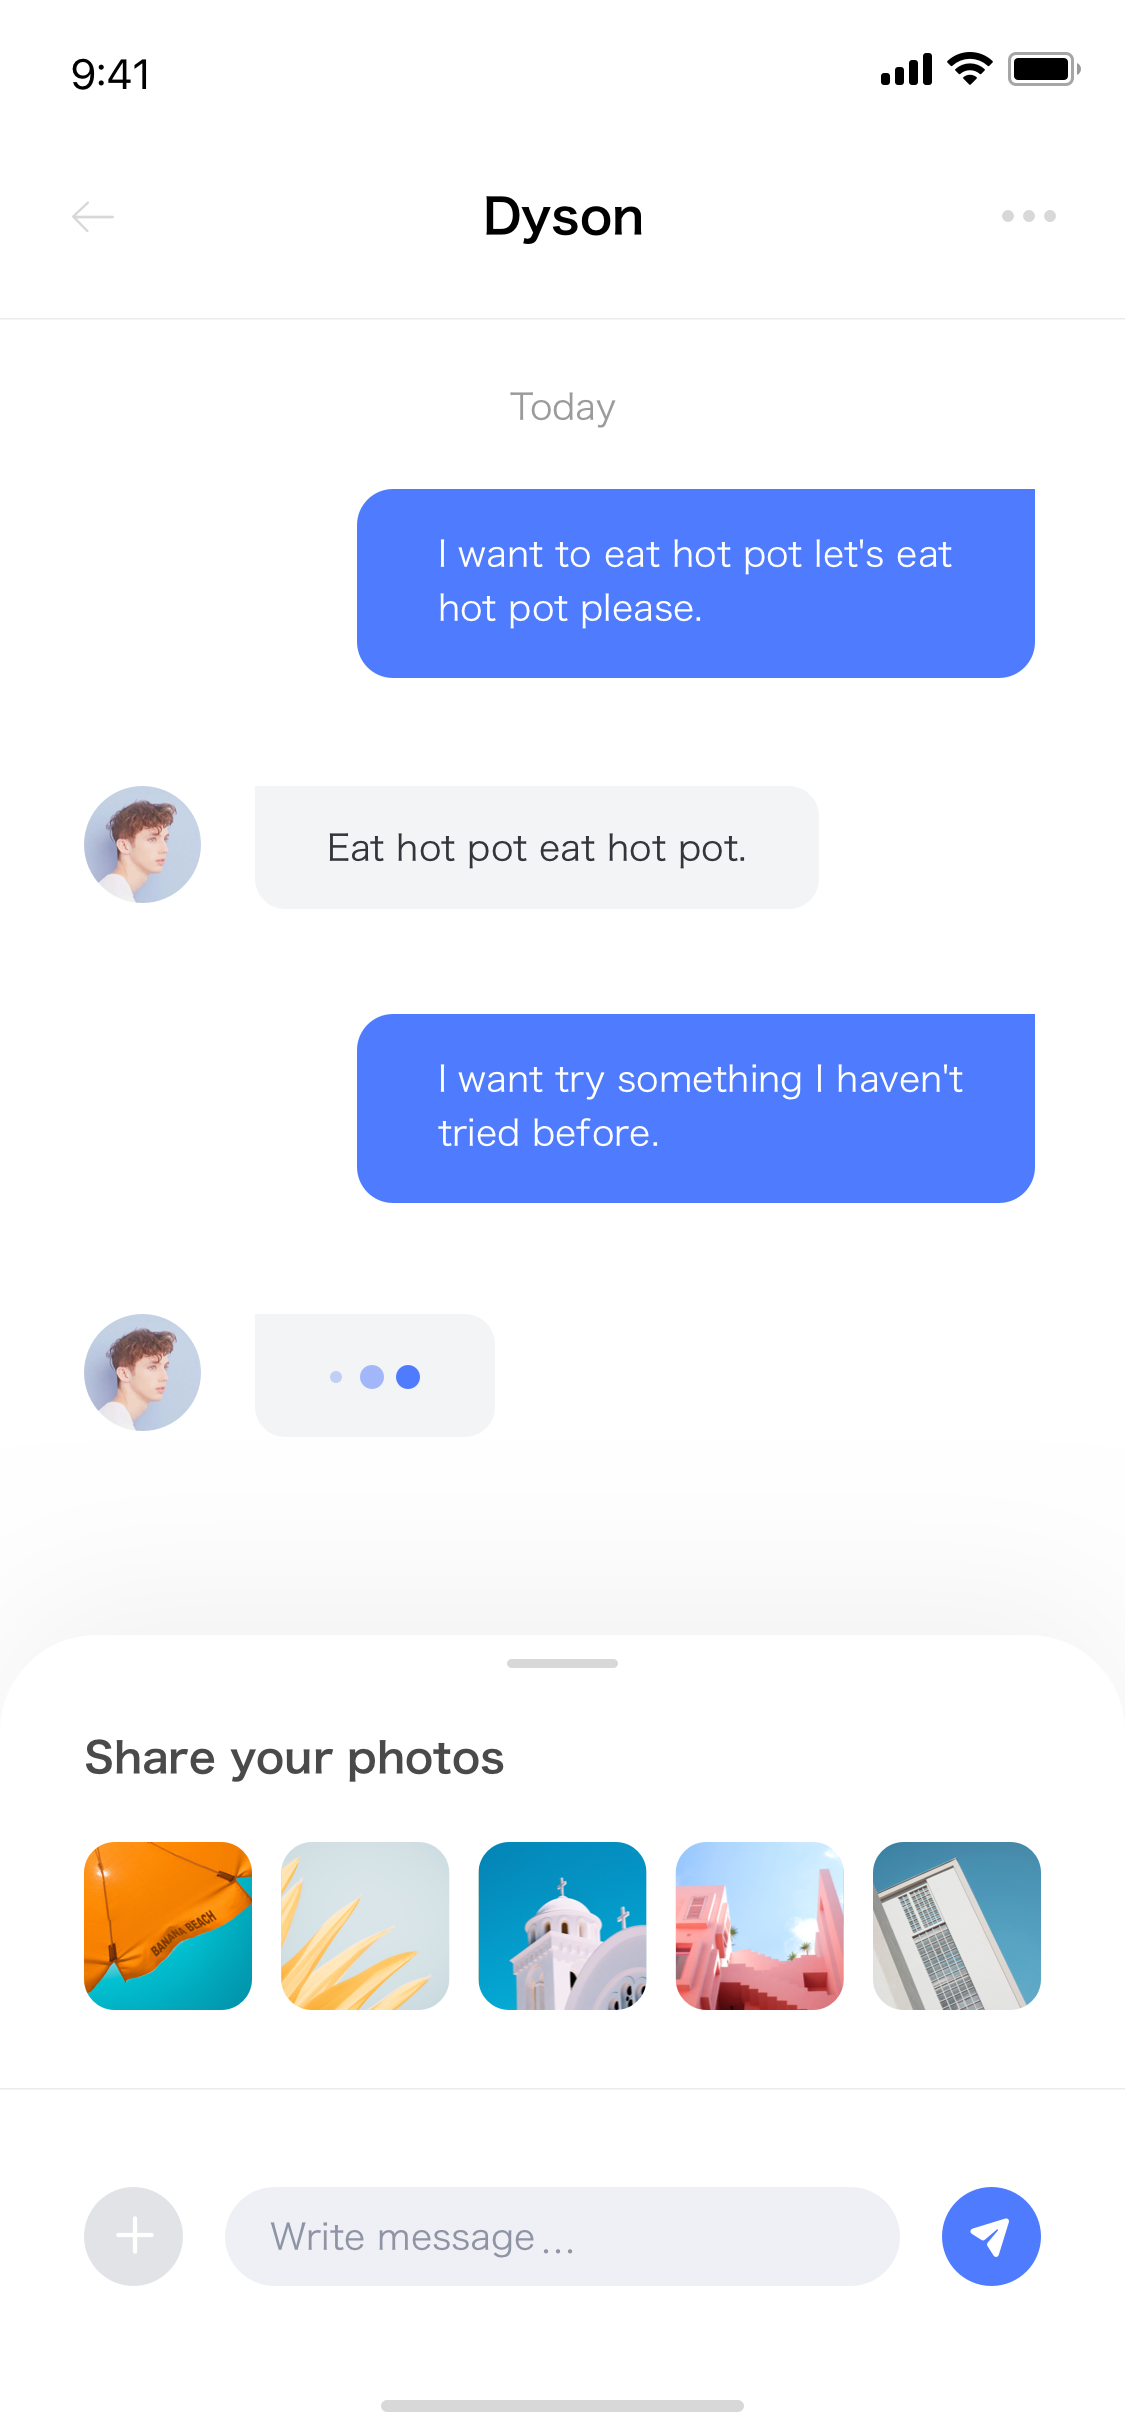 9:41
Dyson
Today
I want to eat hot pot let's eat
hot pot please.
Eat hot pot eat hot pot.
I want try something I haven't
tried before.
Share your photos
BANANA BEACH
Write message...